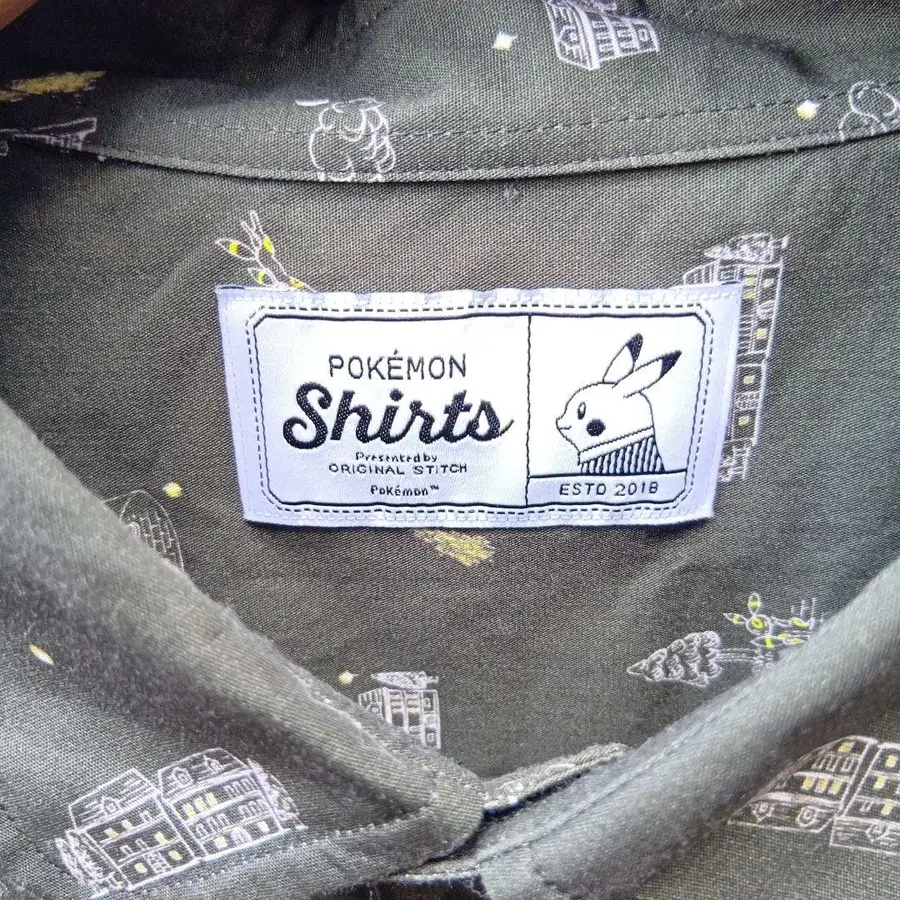 POKÉMON
Shirts
Presented by
ORIGINAL STITCH
Pokémon™
ESTD 2018